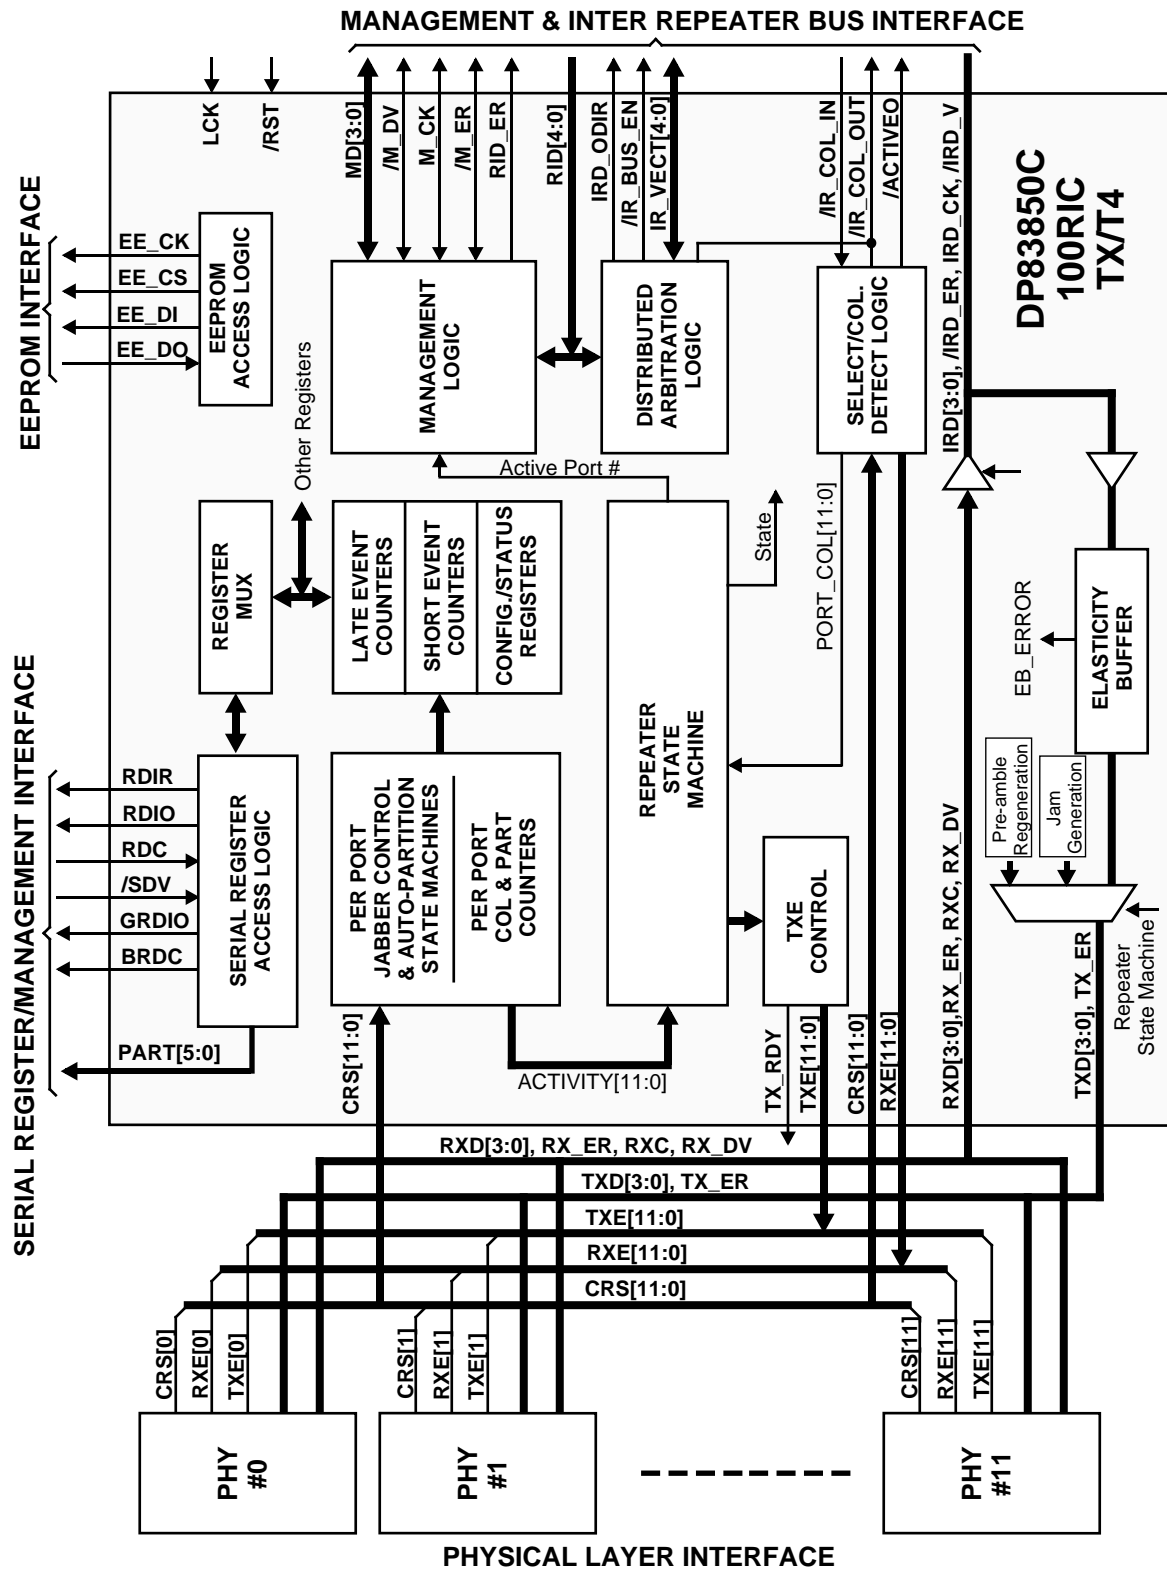 MANAGEMENT & INTER REPEATER BUS INTERFACE
LCK
/RST
MD[3:0]
/M_DV
M_CK
/M_ER
RID_ER
RID[4:0]
IRD_ODIR
/IR_BUS_EN
IR_VECT[4:0]
/IR_COL_IN
/IR_COL_OUT
/ACTIVEO
IRD[3:0], /IRD_ER, IRD_CK, /IRD_V
DP83850C
100RIC
TX/T4
EEPROM INTERFACE
EE_CK
EE_CS
EE_DI
EE_DO
EEPROM
ACCESS LOGIC
MANAGEMENT
LOGIC
DISTRIBUTED
ARBITRATION
LOGIC
SELECT/COL.
DETECT LOGIC
Other Registers
Active Port #
REGISTER
MUX
LATE EVENT
COUNTERS
SHORT EVENT
COUNTERS
CONFIG./STATUS
REGISTERS
State
PORT_COL[11:0]
EB_ERROR
ELASTICITY
BUFFER
SERIAL REGISTER/MANAGEMENT INTERFACE
RDIR
RDIO
RDC
/SDV
GRDIO
BRDC
PART[5:0]
SERIAL REGISTER
ACCESS LOGIC
PER PORT
JABBER CONTROL
& AUTO-PARTITION
STATE MACHINES
PER PORT
COL & PART
COUNTERS
REPEATER
STATE
MACHINE
TXE
CONTROL
Pre-amble
Regeneration
Jam
Generation
Repeater
State Machine
CRS[11:0]
ACTIVITY[11:0]
TX_RDY
TXE[11:0]
CRS[11:0]
RXE[11:0]
RXD[3:0],RX_ER, RXC, RX_DV
TXD[3:0], TX_ER
RXD[3:0], RX_ER, RXC, RX_DV
TXD[3:0], TX_ER
TXE[11:0]
RXE[11:0]
CRS[11:0]
CRS[0]
RXE[0]
TXE[0]
CRS[1]
RXE[1]
TXE[1]
CRS[11]
RXE[11]
TXE[11]
PHY
#0
PHY
#1
PHY
#11
PHYSICAL LAYER INTERFACE